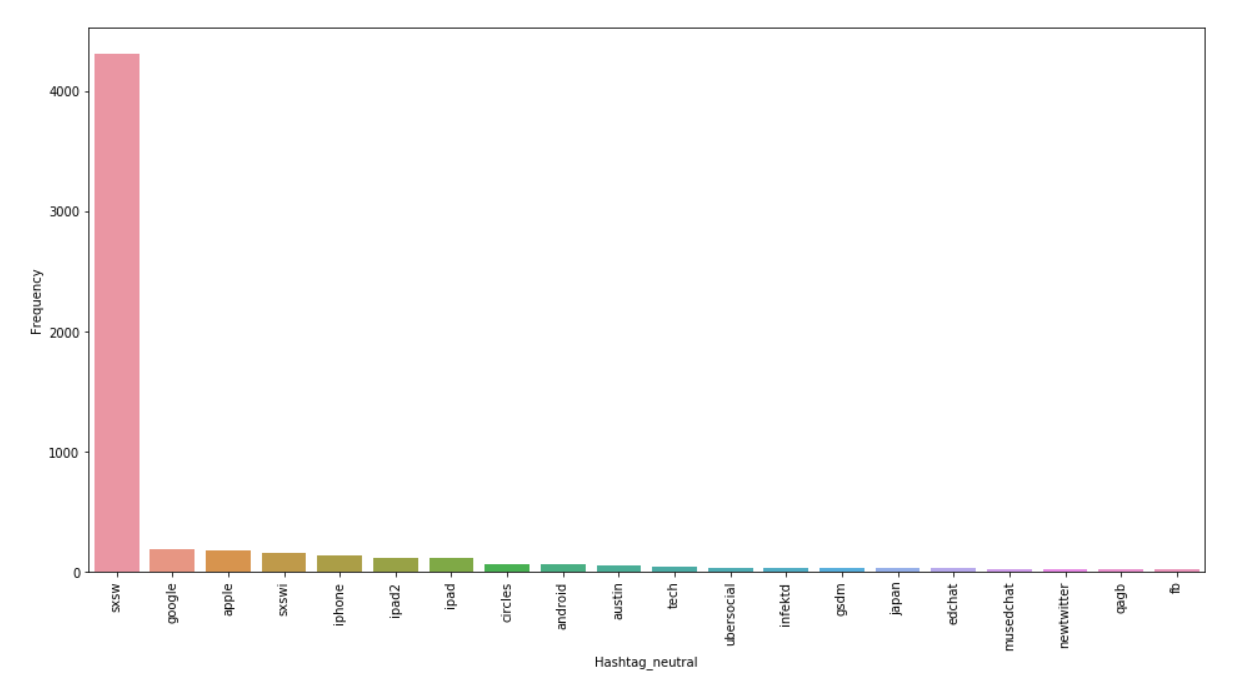 4000
3000
2000
1000
0
Frequency
sxsw
google
apple
sxswi
iphone
ipad2
ipad
circles
android
austin
tech
ubersocial
infektd
gsdm
japan
edchat
musedchat
newtwitter
qagb
fb
Hashtag_neutral